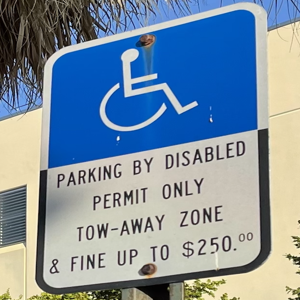 PARKING BY DISABLED
PERMIT ONLY
TOW-AWAY ZONE
& FINE UP TO $250.00